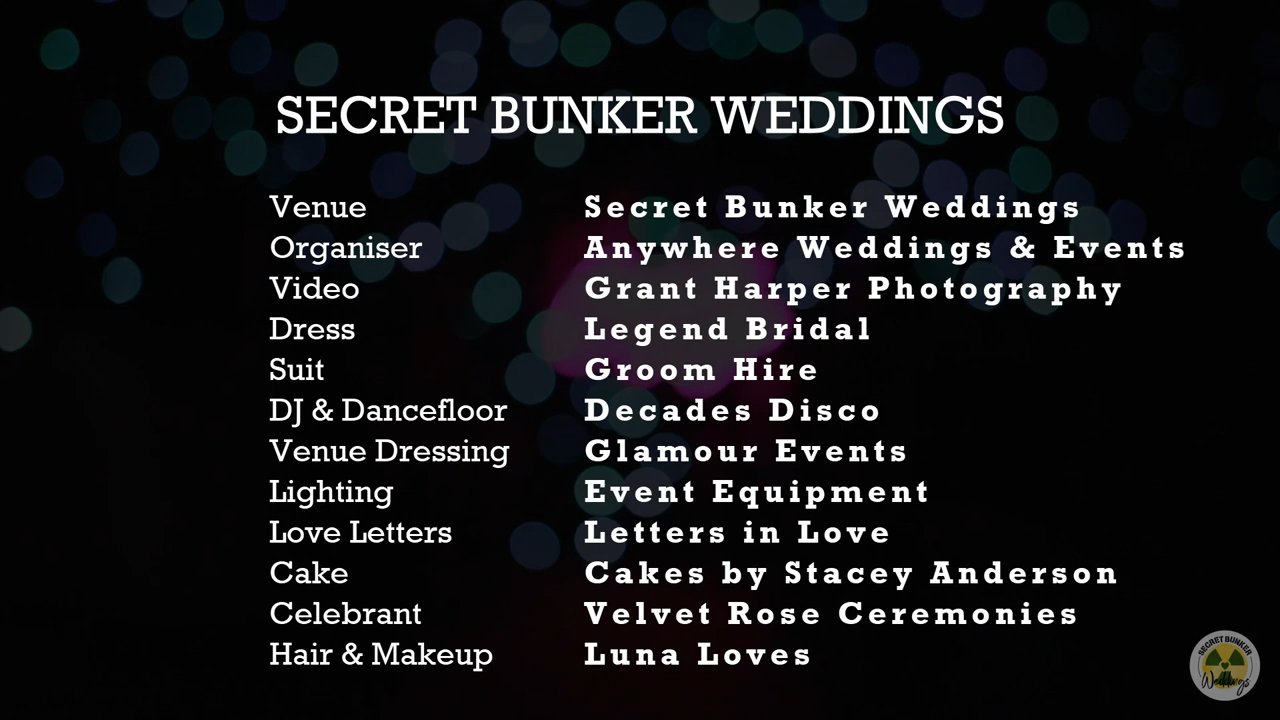 SECRET BUNKER WEDDINGS
Venue Secret Bunker Weddings
Organiser Anywhere Weddings & Events
Video Grant Harper Photography
Dress Legend Bridal
Suit Groom Hire
DJ & Dancefloor Decades Disco
Venue Dressing Glamour Events
Lighting Event Equipment
Love Letters Letters in Love
Cake Cakes by Stacey Anderson
Celebrant Velvet Rose Ceremonies
Hair & Makeup Luna Loves
SECRET BUNKER
Weddings